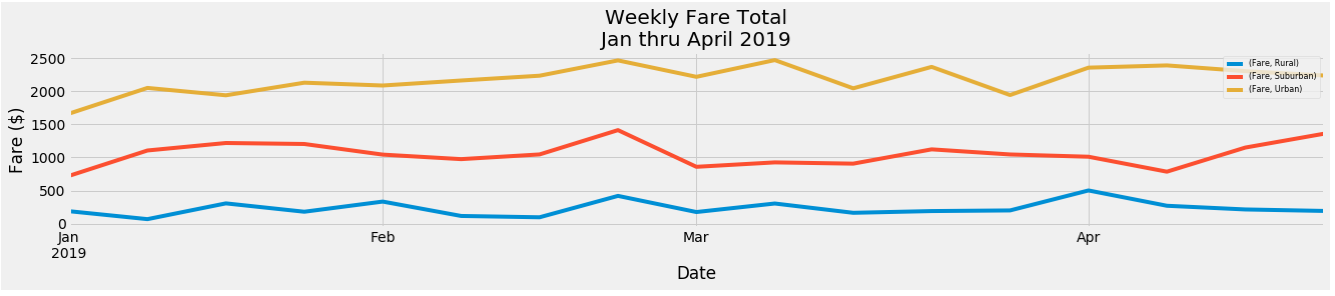 Weekly Fare Total
Jan thru April 2019
2500
2000
1500
1000
500
0
Fare ($)
(Fare, Rural)
(Fare, Suburban)
(Fare, Urban)
Jan
2019
Feb
Mar
Apr
Date